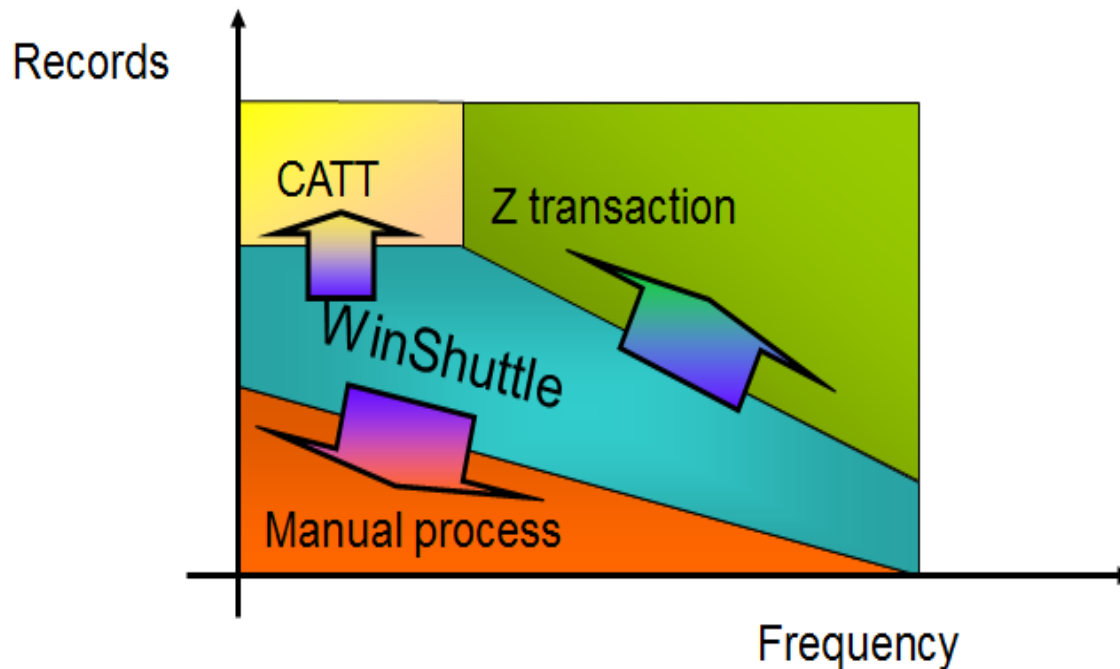 Records
CATT
Z transaction
WinShuttle
Manual process
Frequency